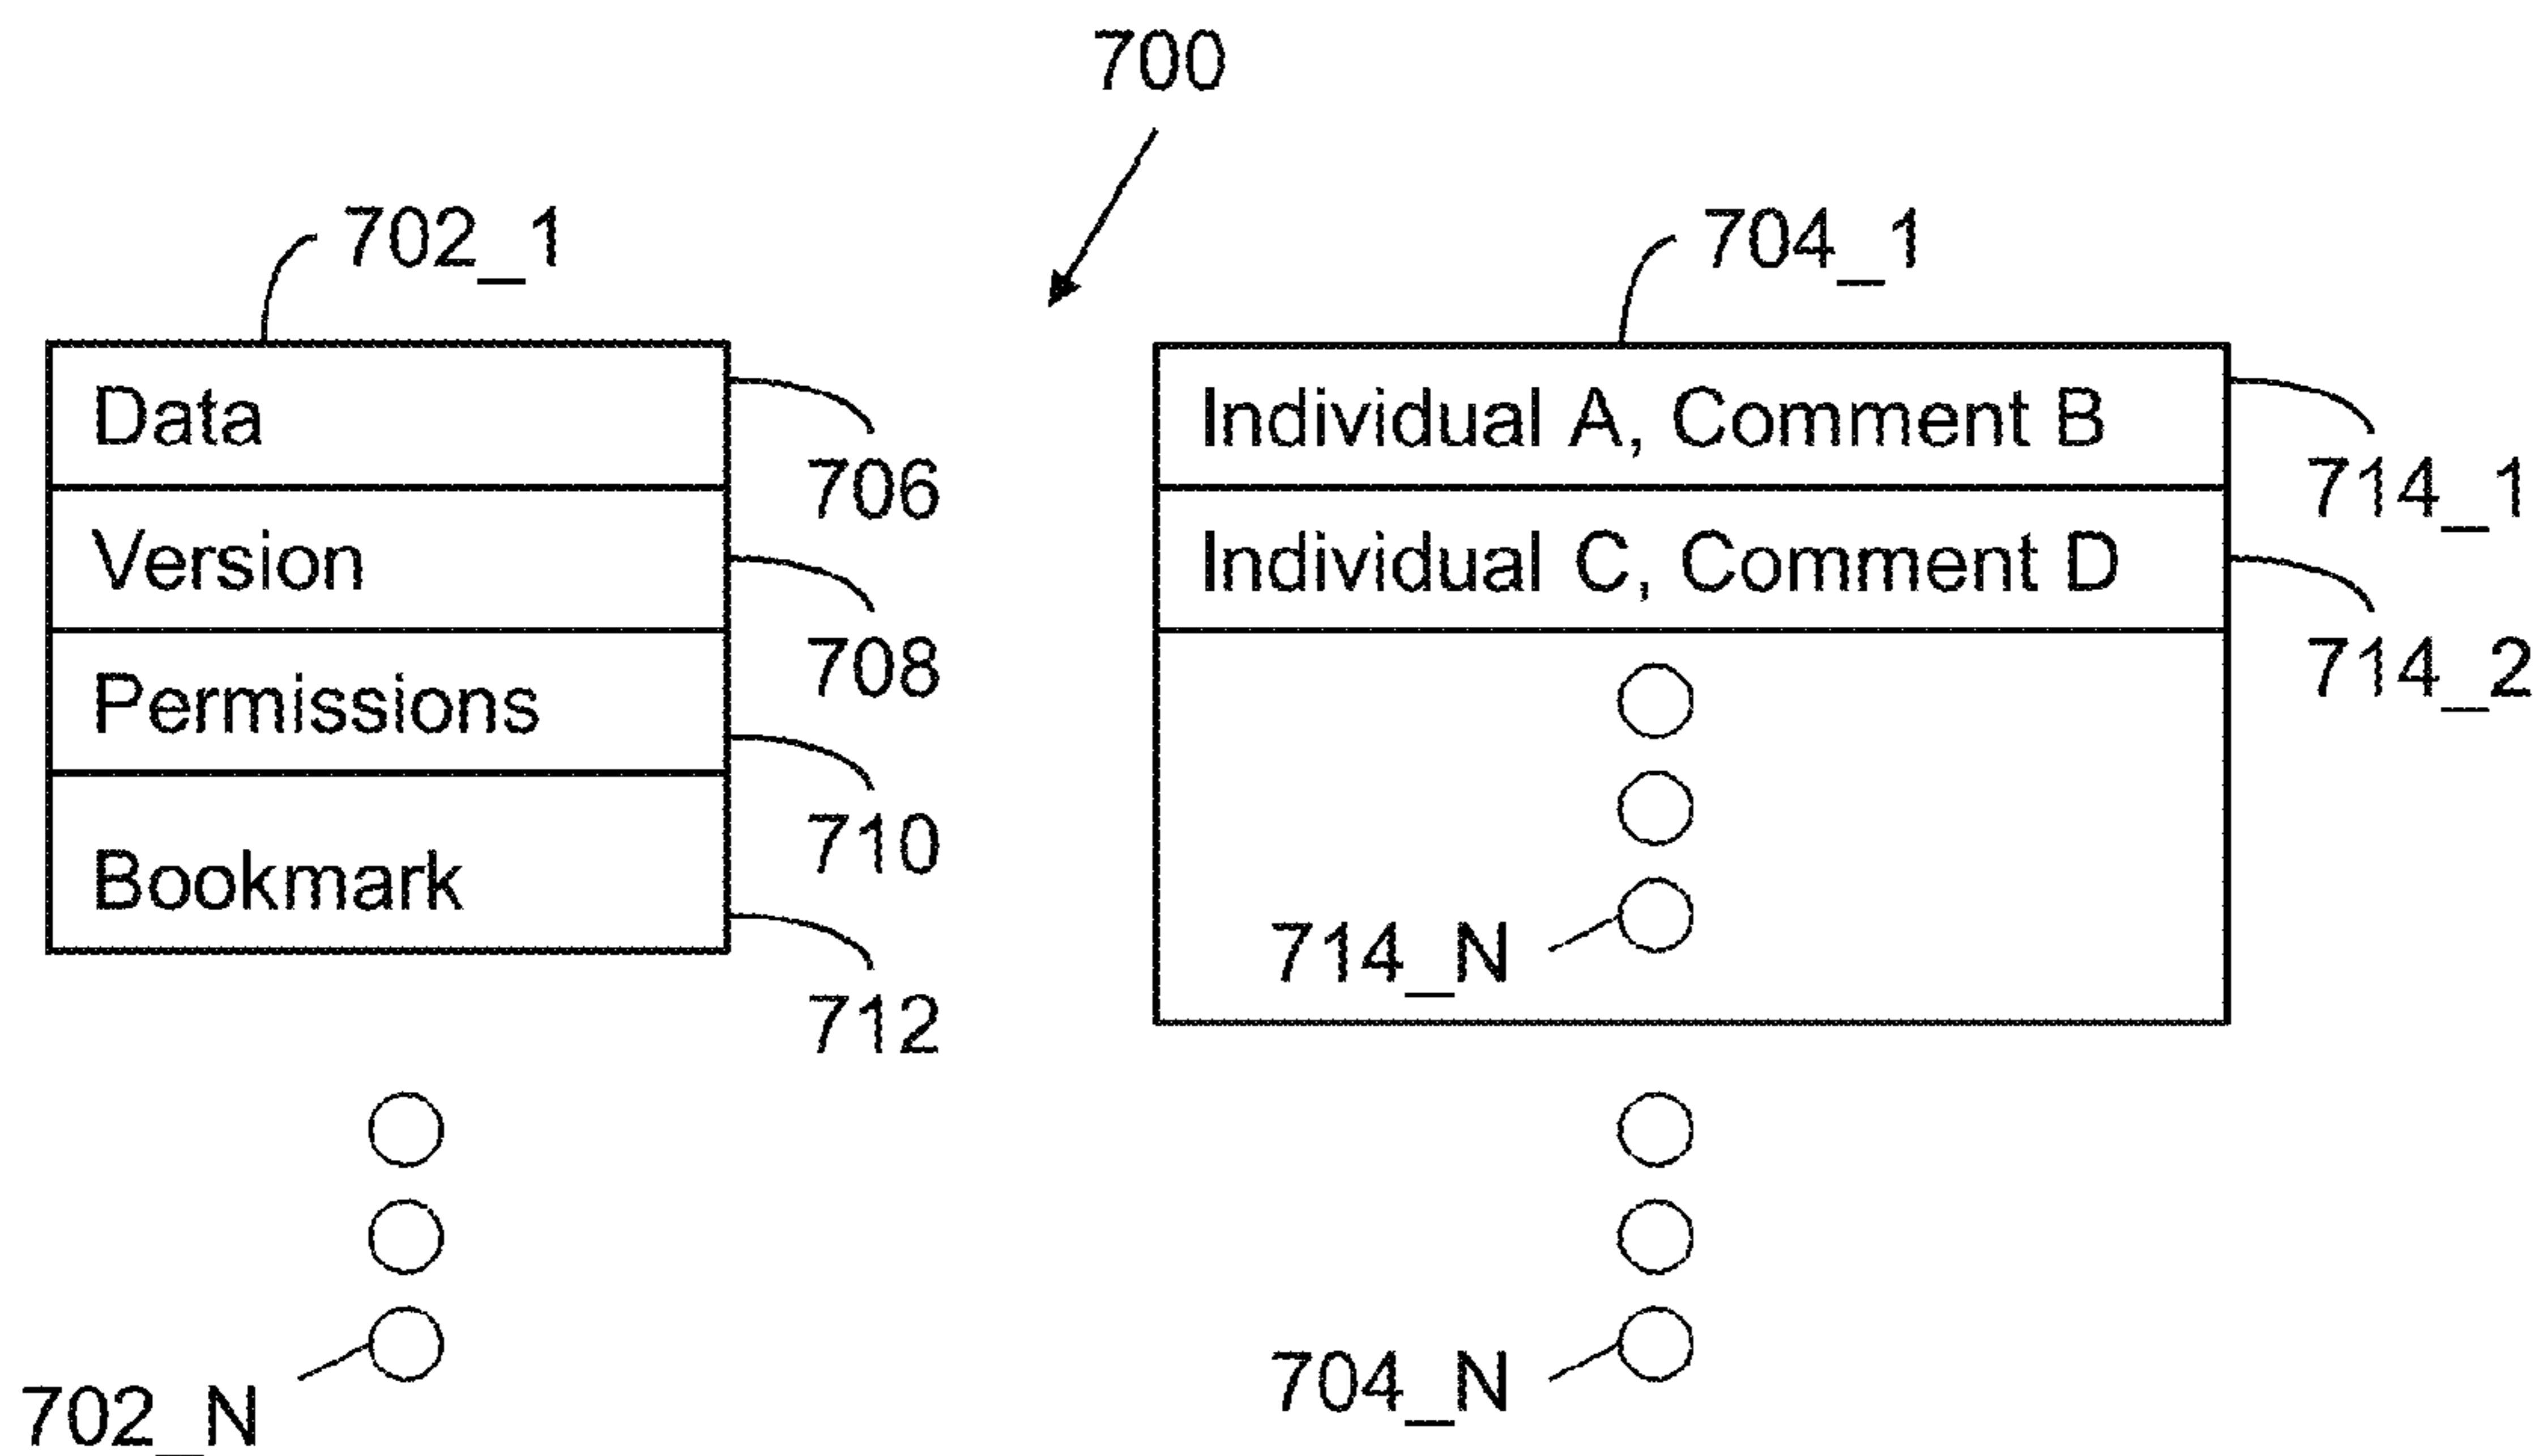 700
702_1
704_1
Data
706
Version
708
Permissions
710
Bookmark
712
702_N
Individual A, Comment B
714_1
Individual C, Comment D
714_2
714_N
704_N